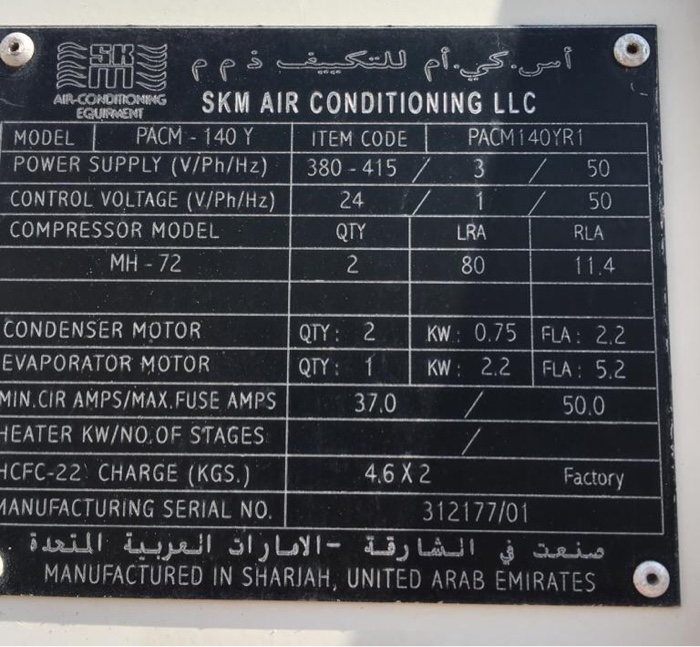 SKM
AIR-CONDITIONING
EQUIPMENT
أس.كي.أم للتكييف ذ م م
SKM AIR CONDITIONING LLC
MODEL PACM - 140 Y ITEM CODE PACM140YR1
POWER SUPPLY (V/Ph/Hz) 380 - 415 / 3 / 50
CONTROL VOLTAGE (V/Ph/Hz) 24 / 1 / 50
COMPRESSOR MODEL QTY LRA RLA
MH - 72 2 80 11.4
CONDENSER MOTOR QTY : 2 KW : 0.75 FLA : 2.2
EVAPORATOR MOTOR QTY : 1 KW : 2.2 FLA : 5.2
MIN.CIR AMPS/MAX.FUSE AMPS 37.0 / 50.0
HEATER KW/NO.OF STAGES /
HCFC-22 CHARGE (KGS.) 4.6 X 2 Factory
MANUFACTURING SERIAL NO. 312177/01
صنعت في الشارقة - الامارات العربية المتحدة
MANUFACTURED IN SHARJAH, UNITED ARAB EMIRATES